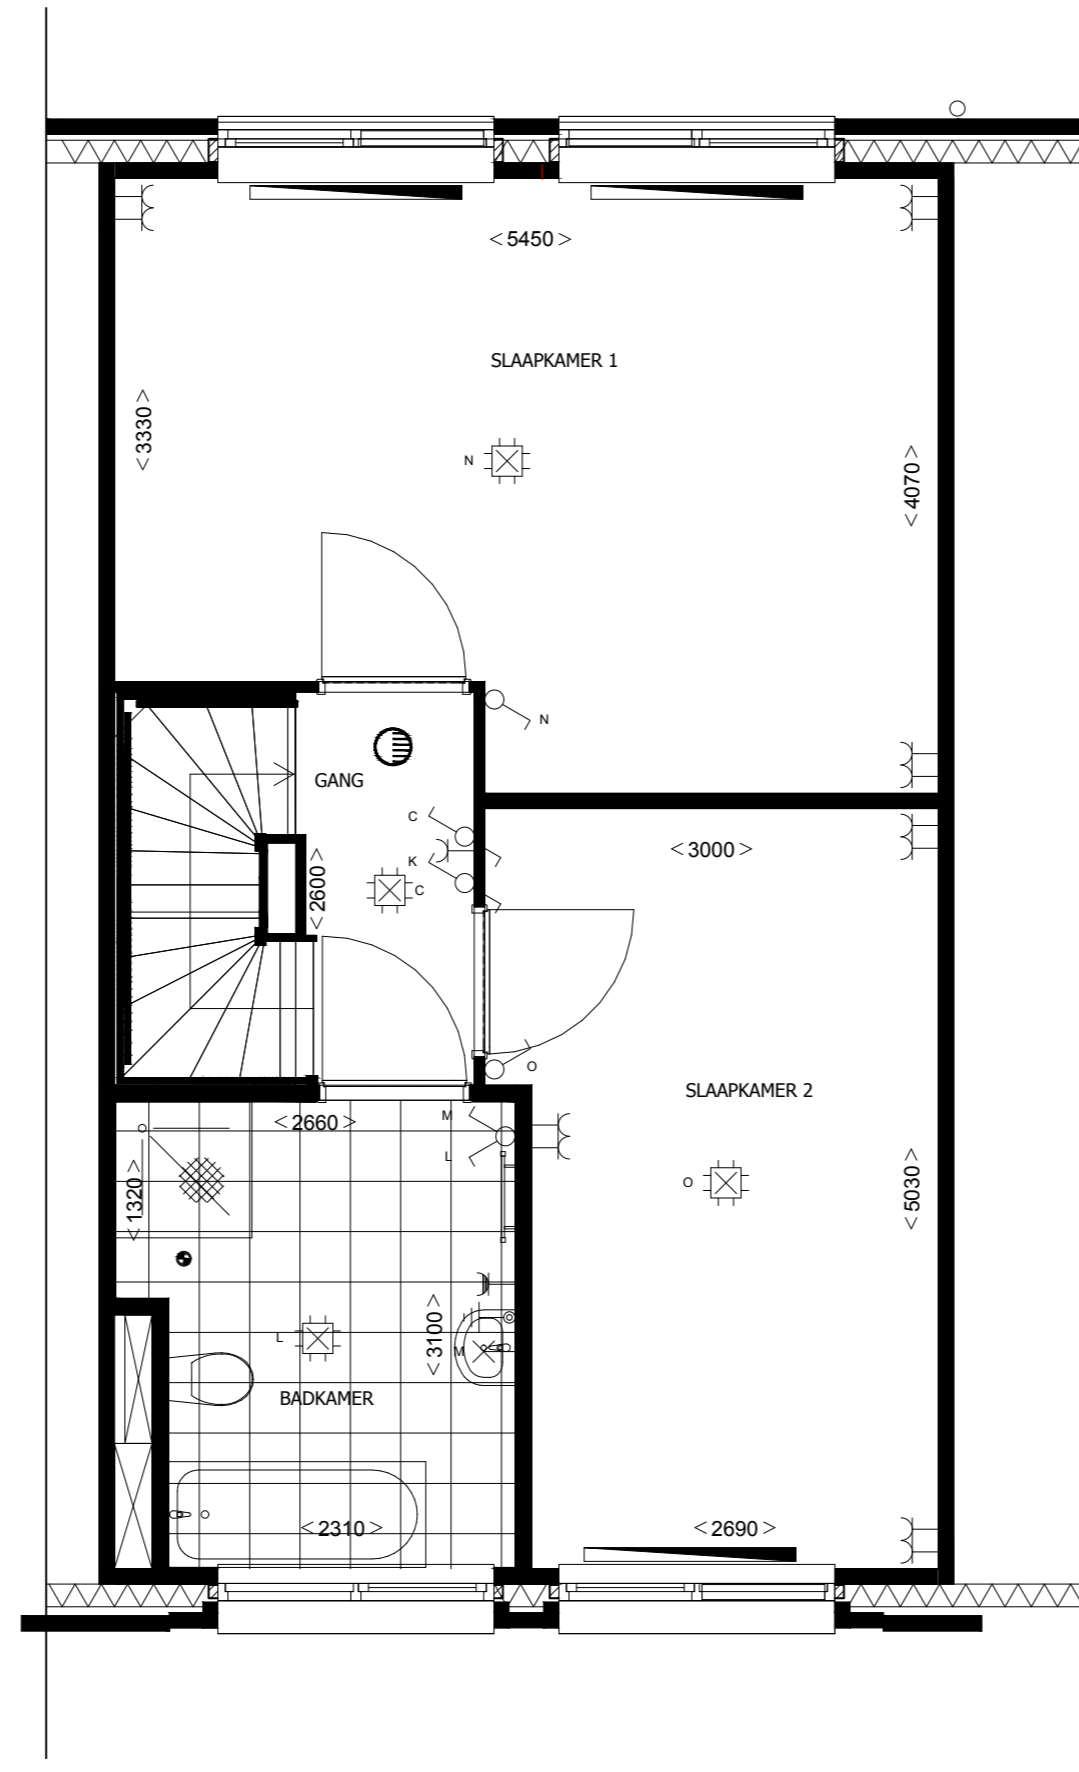 <5450>
SLAAPKAMER 1
<3330>
N
<4070>
N
GANG
C
<3000>
K
C
<2600>
O
SLAAPKAMER 2
<2660>
M
L
<1320>
O
<5030>
L
<3100>
M
BADKAMER
<2310>
<2690>